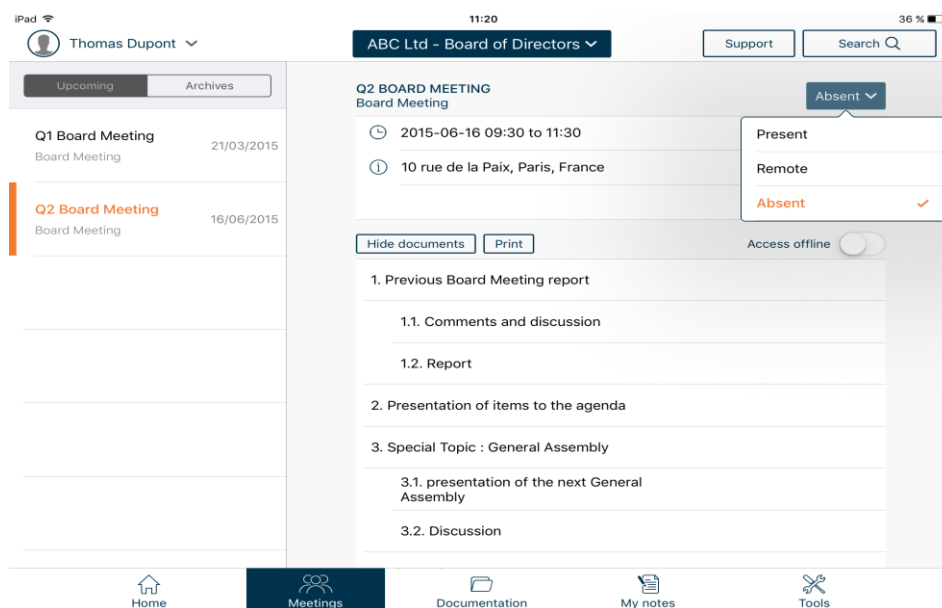 iPad 11:20 36 %
Thomas Dupont
ABC Ltd - Board of Directors
Support
Search
Upcoming
Archives
Q1 Board Meeting
Board Meeting
21/03/2015
Q2 Board Meeting
Board Meeting
16/06/2015
Q2 BOARD MEETING
Board Meeting
Absent
2015-06-16 09:30 to 11:30
10 rue de la Paix, Paris, France
Present
Remote
Absent
Hide documents
Print
Access offline
1. Previous Board Meeting report
1.1. Comments and discussion
1.2. Report
2. Presentation of items to the agenda
3. Special Topic : General Assembly
3.1. presentation of the next General
Assembly
3.2. Discussion
Home
Meetings
Documentation
My notes
Tools